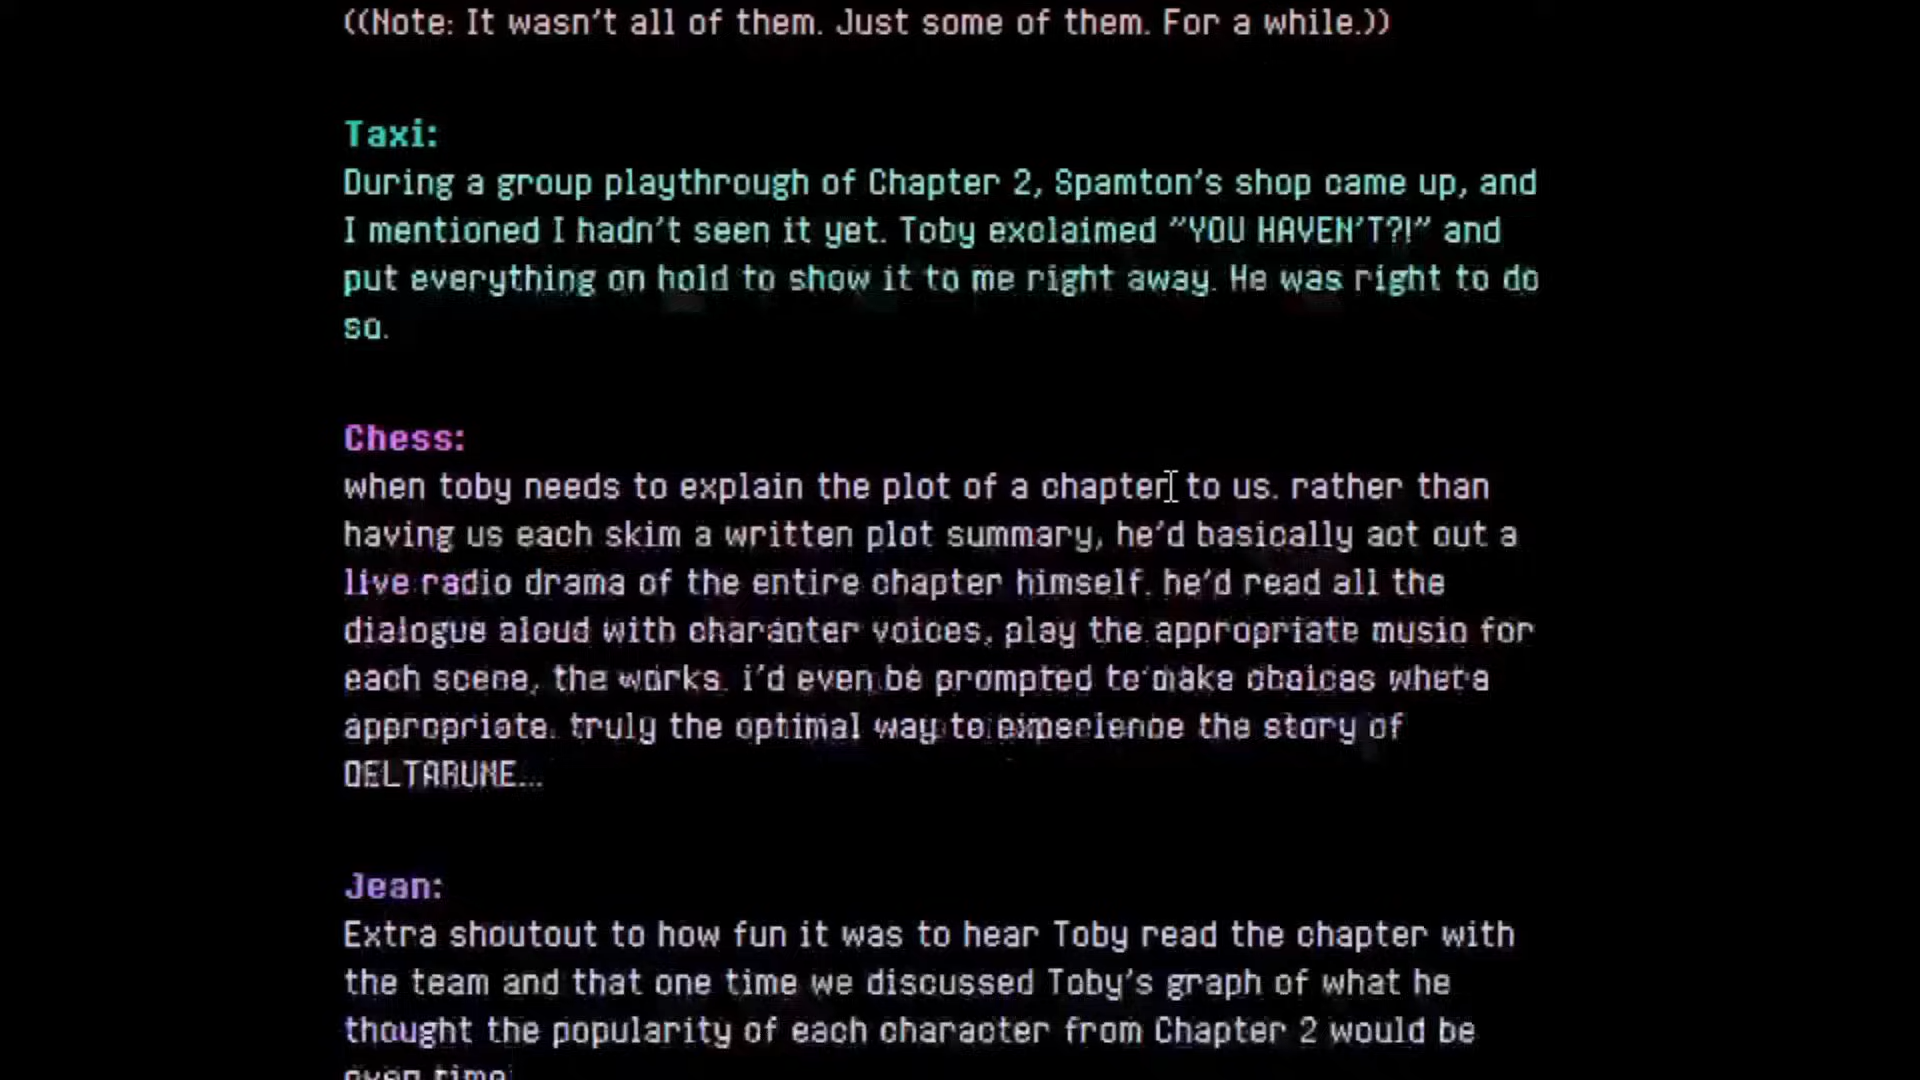 ((Note: It wasn't all of them. Just some of them. For a while.))
Taxi:
During a group playthrough of Chapter 2, Spamton's shop came up, and
I mentioned I hadn't seen it yet. Toby exclaimed "YOU HAVEN'T?!" and
put everything on hold to show it to me right away. He was right to do
so.
Chess:
when toby needs to explain the plot of a chapter to us. rather than
having us each skim a written plot summary, he'd basically act out a
live radio drama of the entire chapter himself. he'd read all the
dialogue aloud with character voices, play the appropriate music for
each scene, the works. i'd even be prompted to make choices where
appropriate. truly the optimal way to experience the story of
DELTARUNE...
Jean:
Extra shoutout to how fun it was to hear Toby read the chapter with
the team and that one time we discussed Toby's graph of what he
thought the popularity of each character from Chapter 2 would be
over time